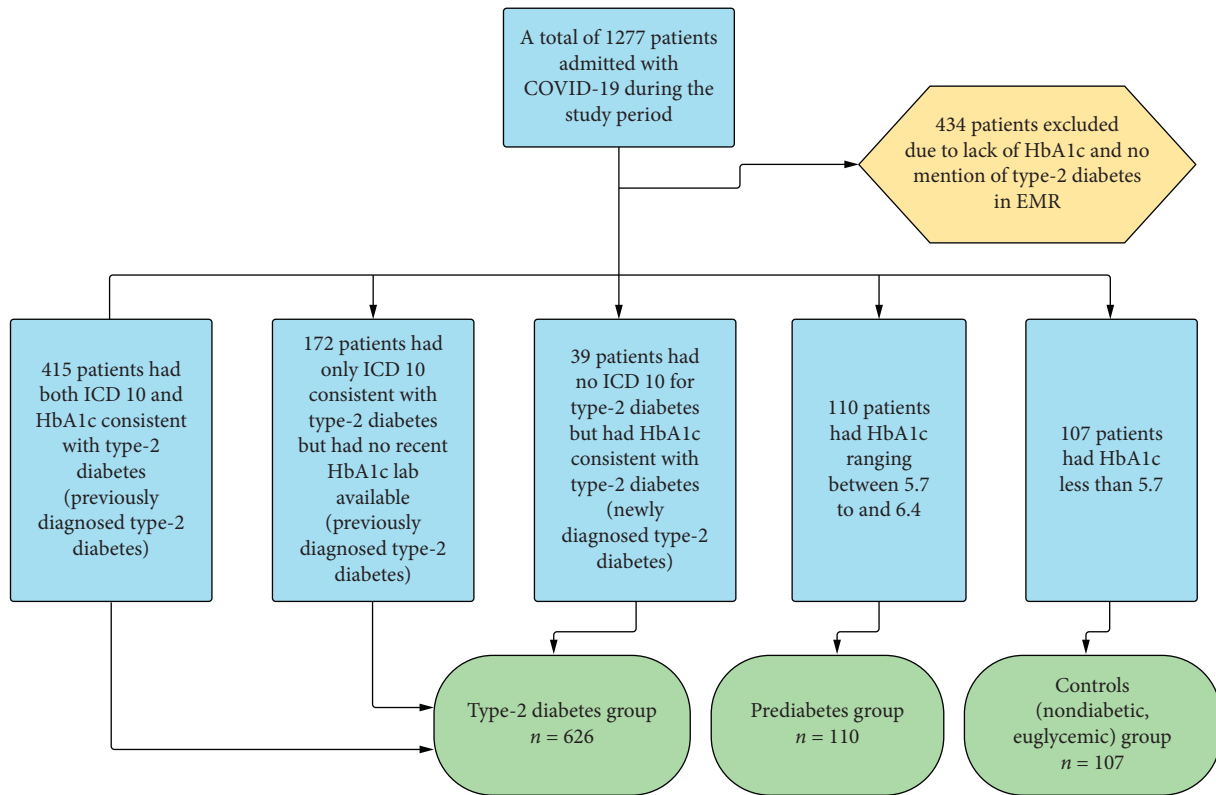 A total of 1277 patients
admitted with
COVID-19 during the
study period
434 patients excluded
due to lack of HbA1c and no
mention of type-2 diabetes
in EMR
415 patients had
both ICD 10 and
HbA1c consistent
with type-2
diabetes
(previously
diagnosed type-2
diabetes)
172 patients had
only ICD 10
consistent with
type-2 diabetes
but had no recent
HbA1c lab
available
(previously
diagnosed type-2
diabetes)
39 patients had
no ICD 10 for
type-2 diabetes
but had HbA1c
consistent with
type-2 diabetes
(newly
diagnosed type-2
diabetes)
110 patients
had HbA1c
ranging
between 5.7
to and 6.4
107 patients
had HbA1c
less than 5.7
Type-2 diabetes group
n = 626
Prediabetes group
n = 110
Controls
(nondiabetic,
euglycemic) group
n = 107